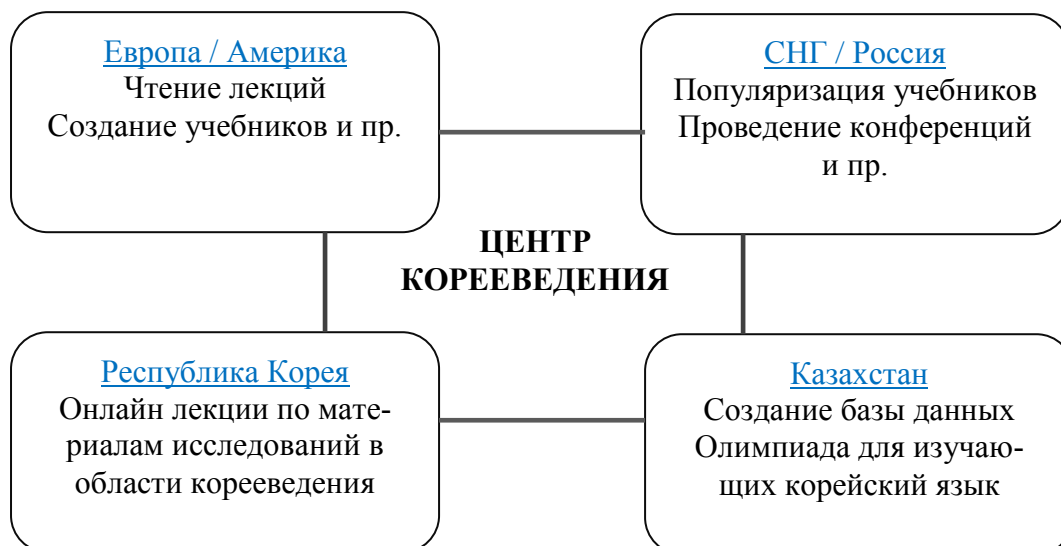 Европа / Америка
Чтение лекций
Создание учебников и пр.
СНГ / Россия
Популяризация учебников
Проведение конференций
и пр.
ЦЕНТР
КОРЕЕВЕДЕНИЯ
Республика Корея
Онлайн лекции по мате-
риалам исследований в
области корееведения
Казахстан
Создание базы данных
Олимпиада для изучаю-
щих корейский язык